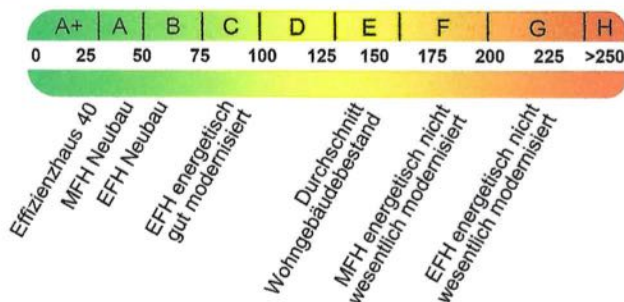 A+ A B C D E F G H
0 25 50 75 100 125 150 175 200 225 >250
Effizienzhaus 40
MFH Neubau
EFH Neubau
EFH energetisch
gut modernisiert
Durchschnitt
Wohngebäudebestand
MFH energetisch nicht
wesentlich modernisiert
EFH energetisch nicht
wesentlich modernisiert